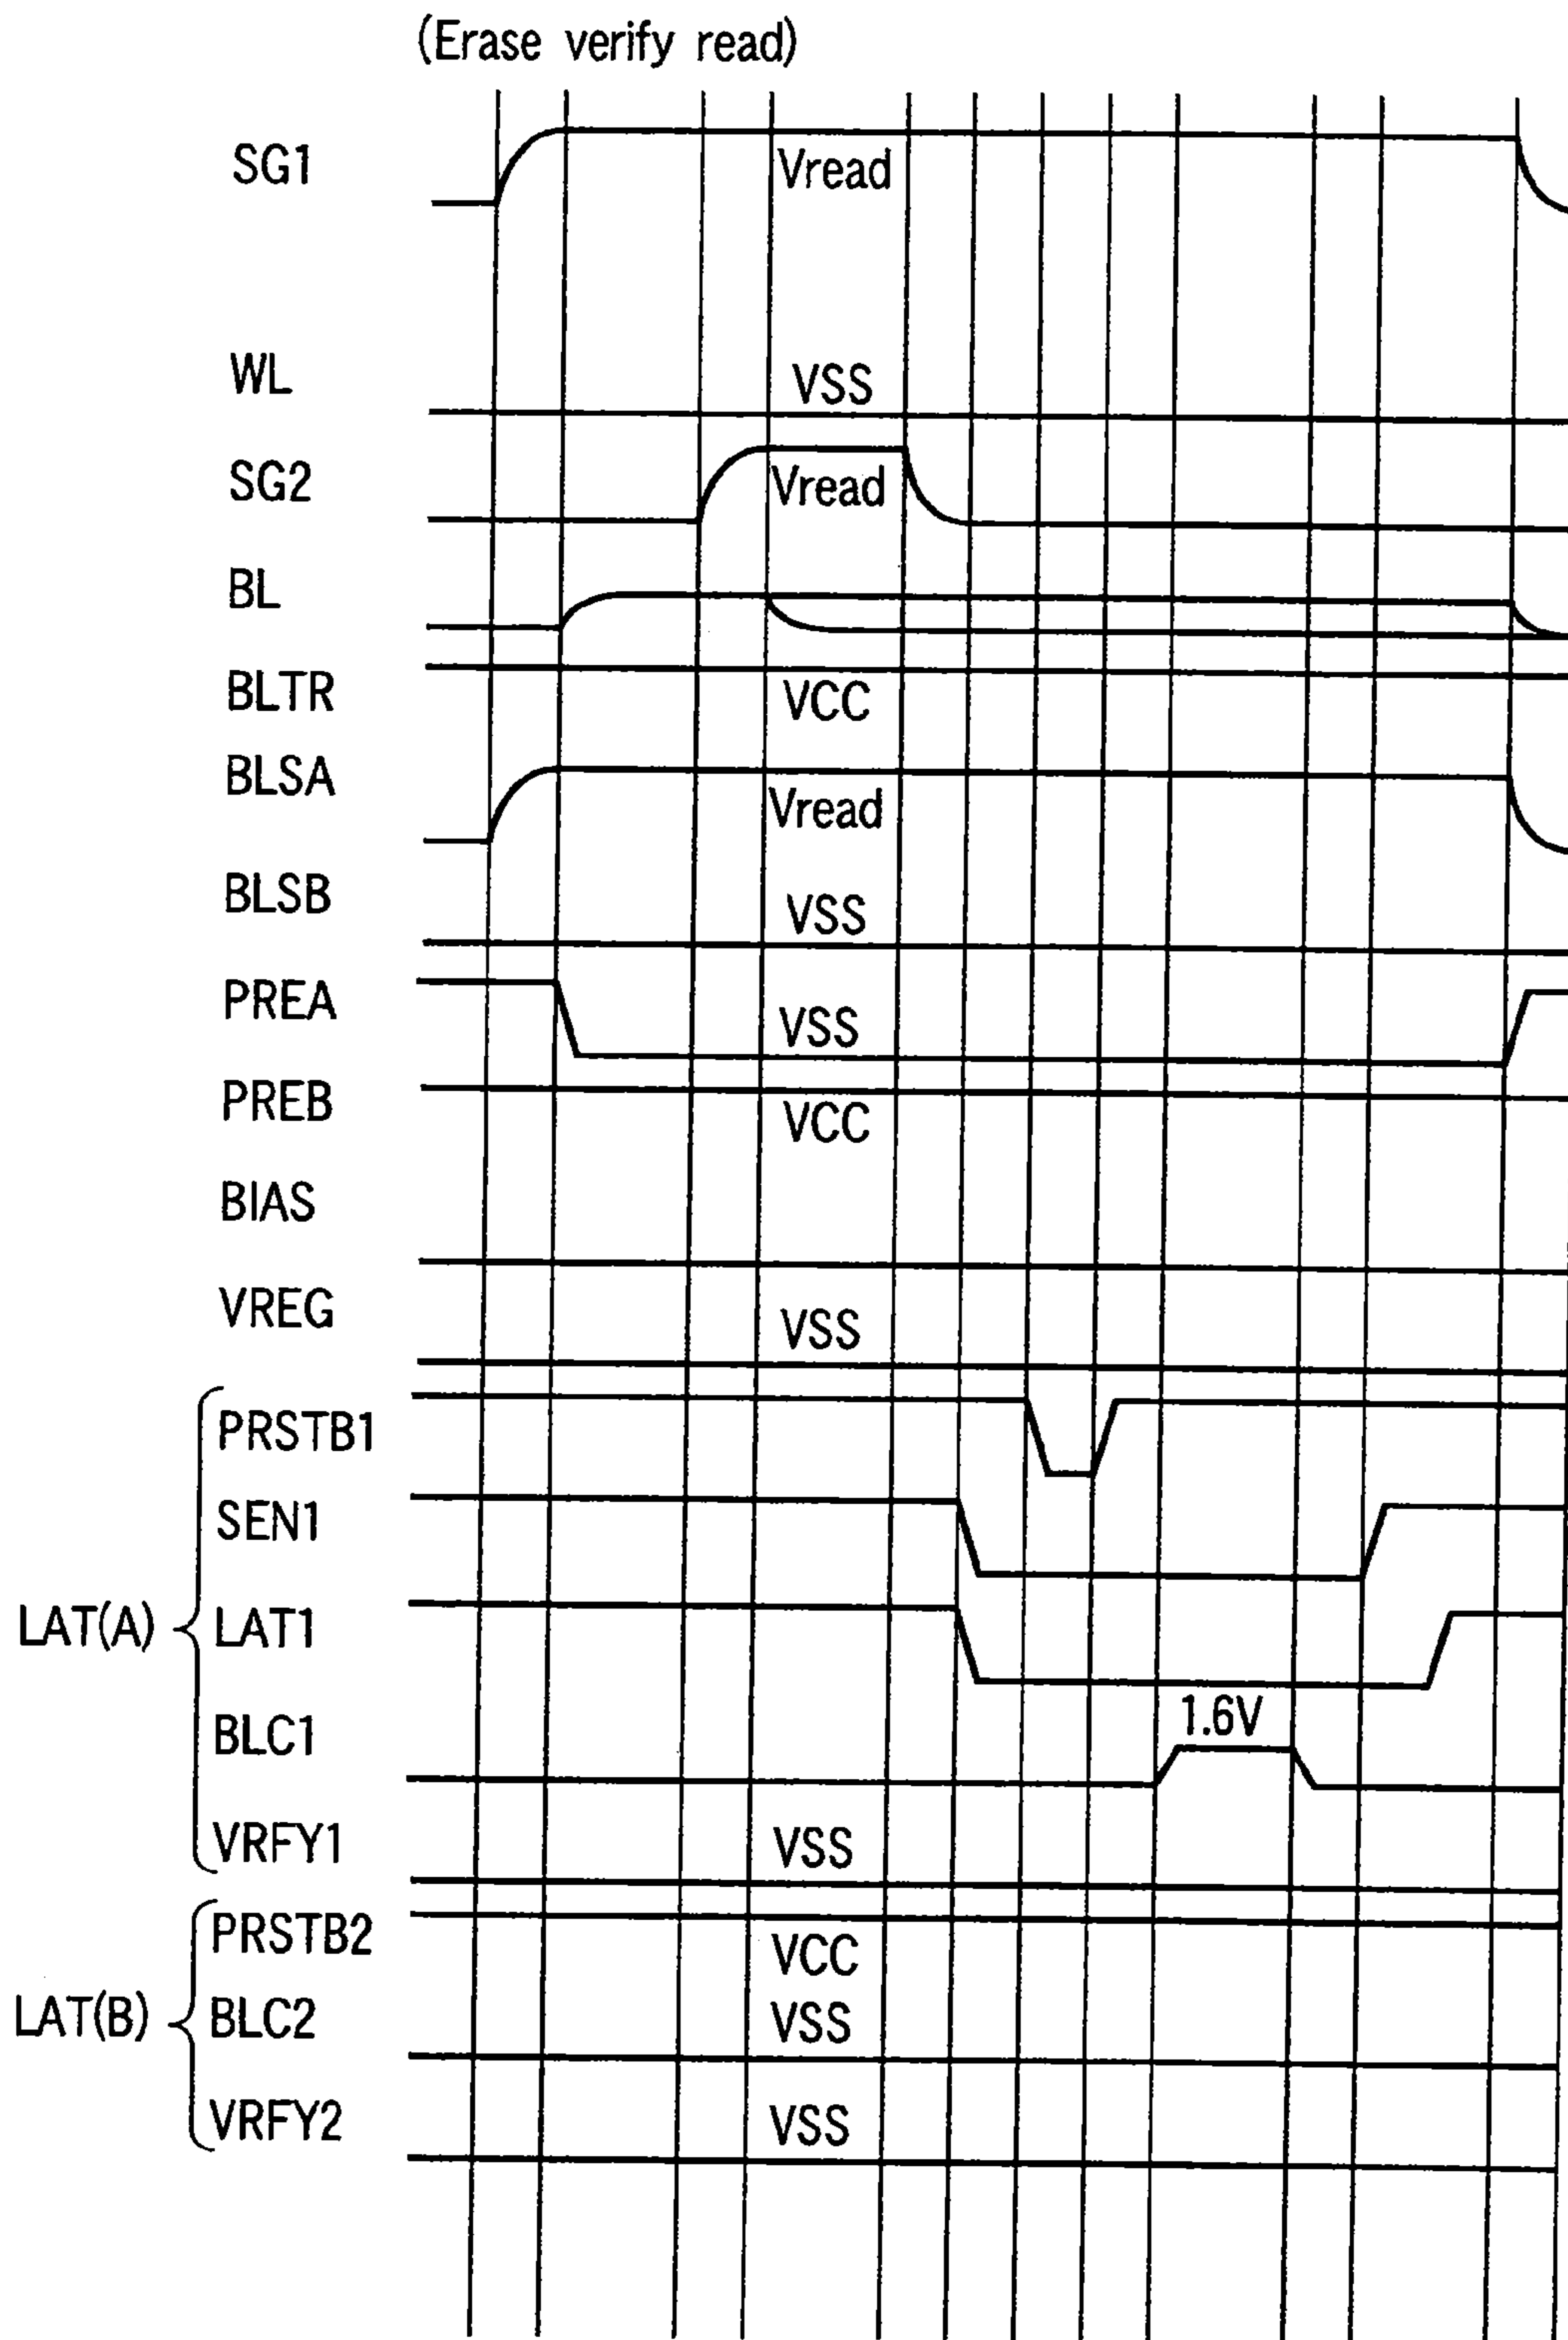 (Erase verify read)
SG1
Vread
WL
VSS
SG2
Vread
BL
BLTR
VCC
BLSA
Vread
BLSB
VSS
PREA
VSS
PREB
VCC
BIAS
VREG
VSS
PRSTB1
SEN1
LAT(A)
LAT1
1.6V
BLC1
VRFY1
VSS
PRSTB2
VCC
LAT(B)
BLC2
VSS
VRFY2
VSS